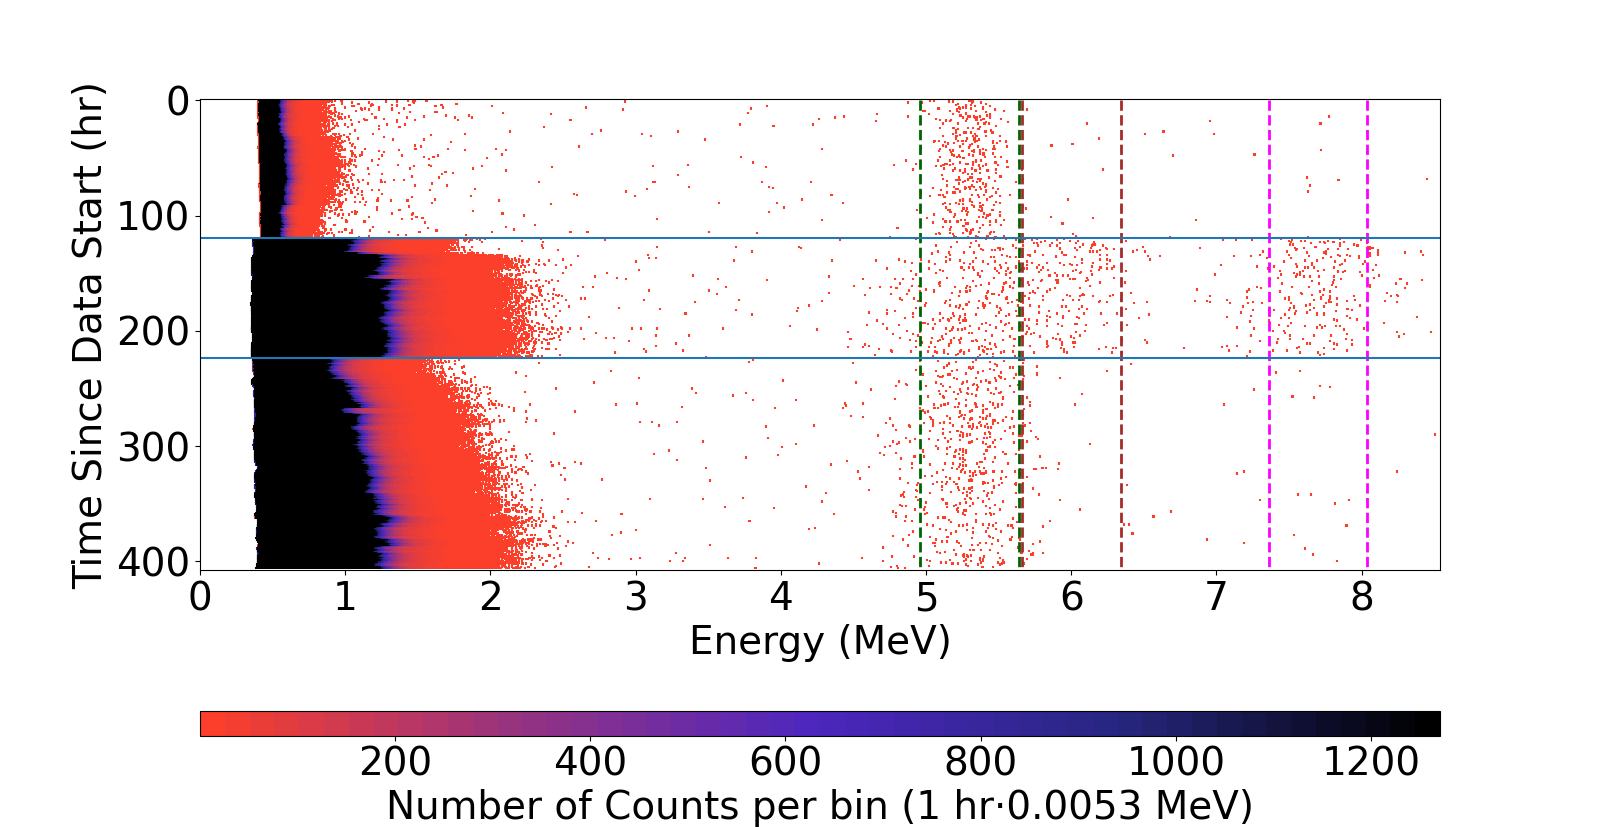 Time Since Data Start (hr)
0
100
200
300
400
0 1 2 3 4 5 6 7 8
Energy (MeV)
200 400 600 800 1000 1200
Number of Counts per bin (1 hr·0.0053 MeV)